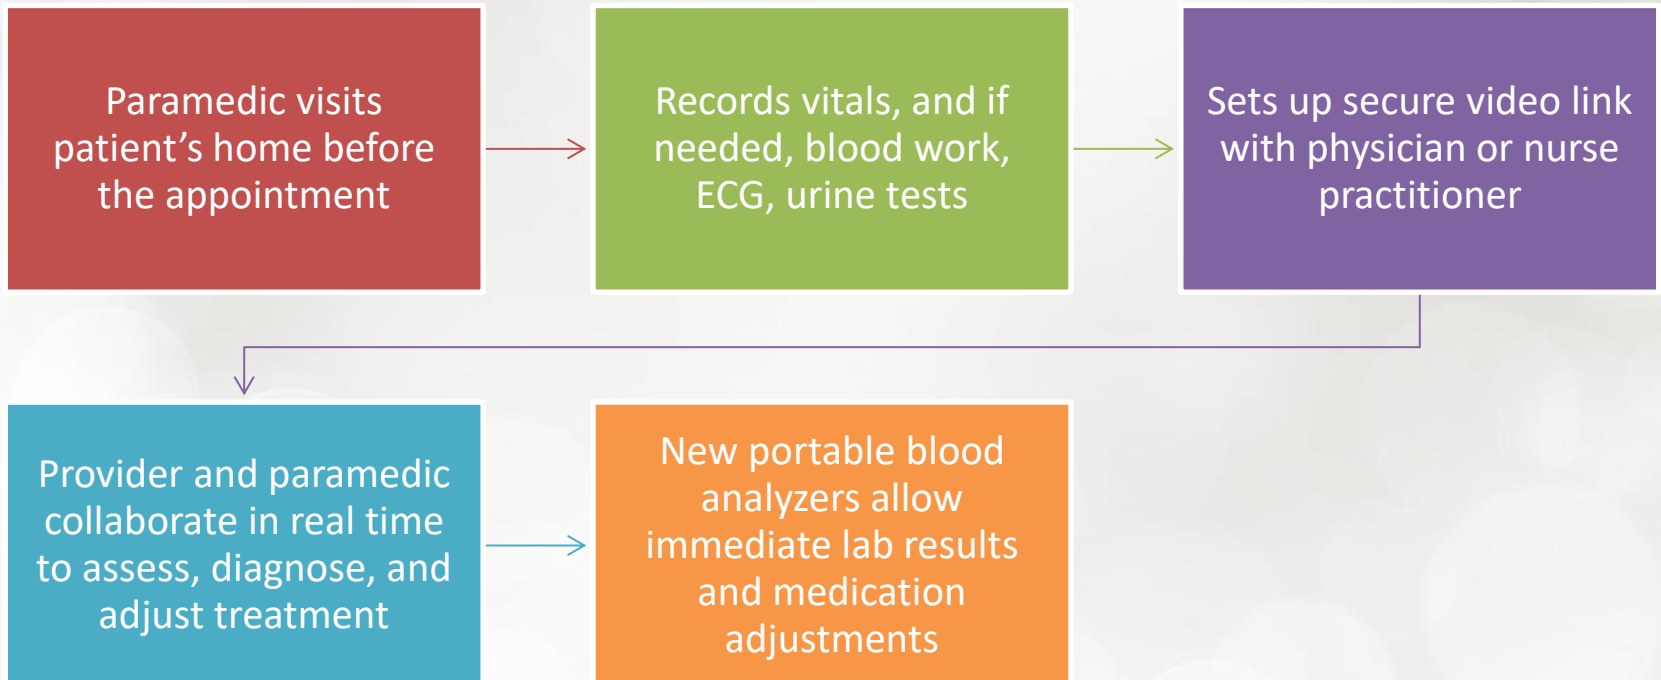 Paramedic visits
patient’s home before
the appointment
Records vitals, and if
needed, blood work,
ECG, urine tests
Sets up secure video link
with physician or nurse
practitioner
Provider and paramedic
collaborate in real time
to assess, diagnose, and
adjust treatment
New portable blood
analyzers allow
immediate lab results
and medication
adjustments